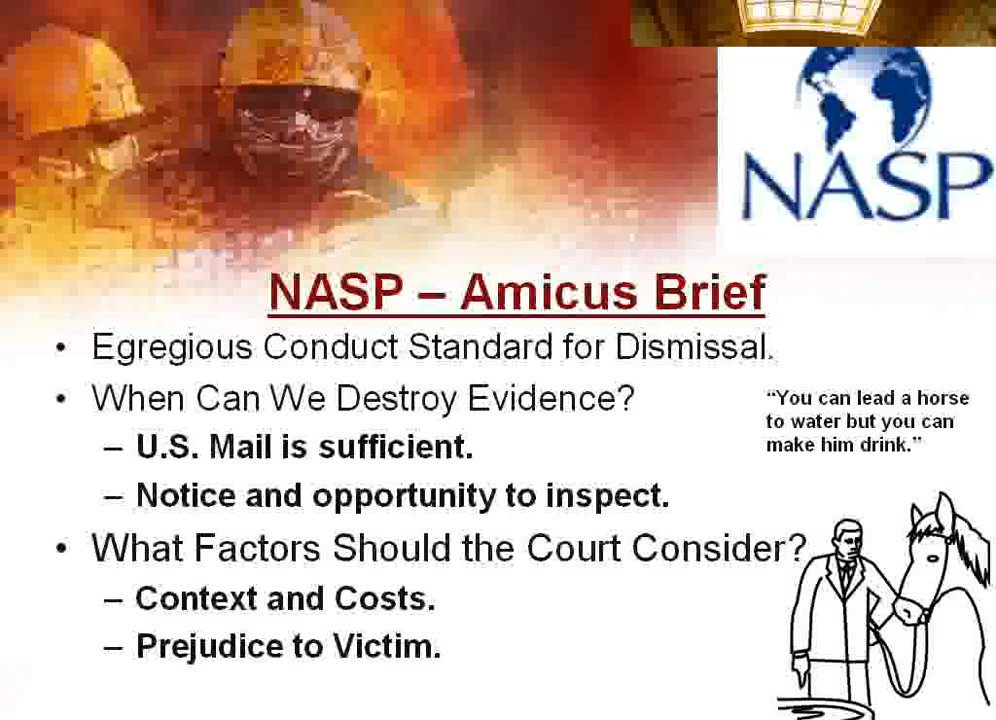 NASP
NASP – Amicus Brief
• Egregious Conduct Standard for Dismissal.
• When Can We Destroy Evidence?
– U.S. Mail is sufficient.
– Notice and opportunity to inspect.
• What Factors Should the Court Consider?
– Context and Costs.
– Prejudice to Victim.
“You can lead a horse
to water but you can
make him drink.”